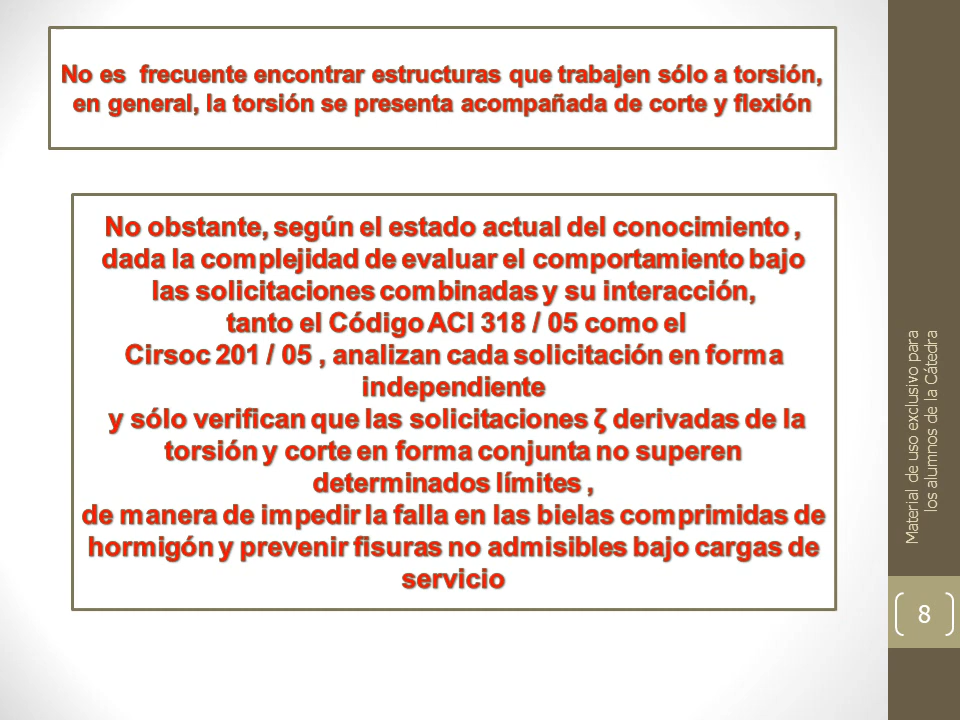 No es  frecuente encontrar estructuras que trabajen sólo a torsión,
en general, la torsión se presenta acompañada de corte y flexión
No obstante, según el estado actual del conocimiento ,
dada la complejidad de evaluar el comportamiento bajo
las solicitaciones combinadas y su interacción,
tanto el Código ACI 318 / 05 como el
Cirsoc 201 / 05 , analizan cada solicitación en forma
independiente
y sólo verifican que las solicitaciones ζ derivadas de la
torsión y corte en forma conjunta no superen
determinados límites ,
de manera de impedir la falla en las bielas comprimidas de
hormigón y prevenir fisuras no admisibles bajo cargas de
servicio
Material de uso exclusivo para
los alumnos de la Cátedra
8